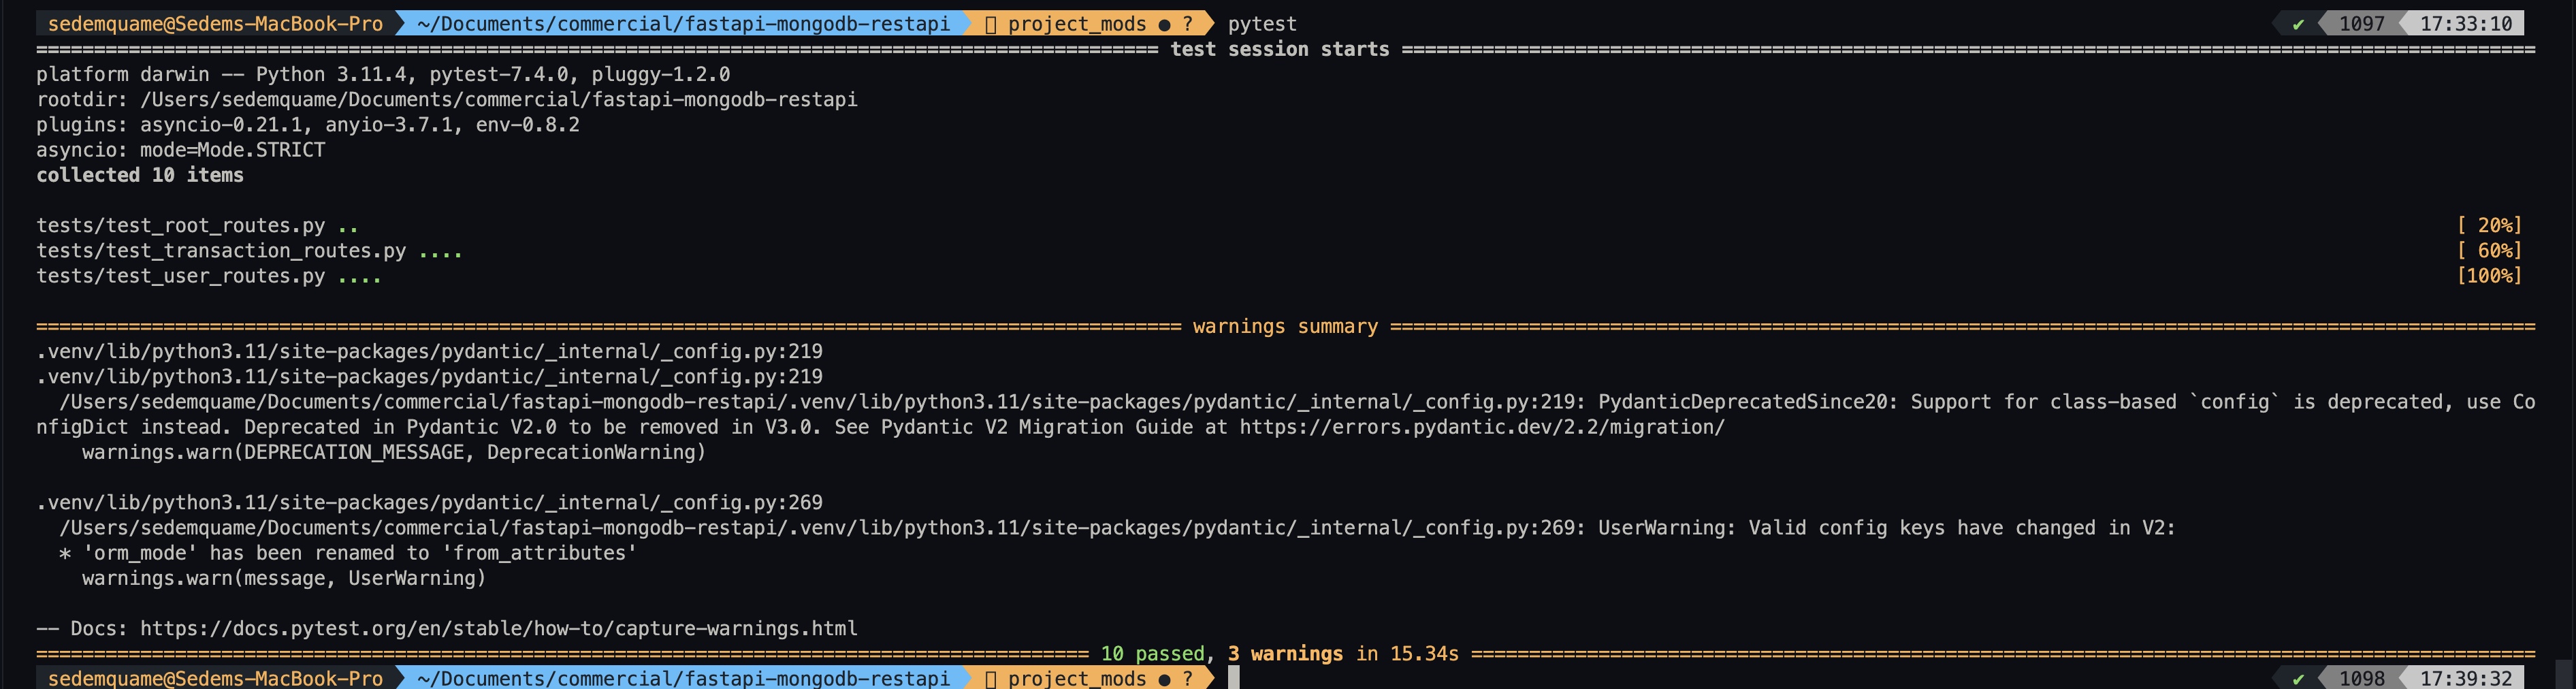 sedemquame@Sedems-MacBook-Pro ~/Documents/commercial/fastapi-mongodb-restapi project_mods ● ? pytest ✔ 1097 17:33:10
================================================================================================= test session starts ==================================================================================================
platform darwin -- Python 3.11.4, pytest-7.4.0, pluggy-1.2.0
rootdir: /Users/sedemquame/Documents/commercial/fastapi-mongodb-restapi
plugins: asyncio-0.21.1, anyio-3.7.1, env-0.8.2
asyncio: mode=Mode.STRICT
collected 10 items
tests/test_root_routes.py .. [ 20%]
tests/test_transaction_routes.py .... [ 60%]
tests/test_user_routes.py .... [100%]
=================================================================================================== warnings summary ===================================================================================================
.venv/lib/python3.11/site-packages/pydantic/_internal/_config.py:219
.venv/lib/python3.11/site-packages/pydantic/_internal/_config.py:219
/Users/sedemquame/Documents/commercial/fastapi-mongodb-restapi/.venv/lib/python3.11/site-packages/pydantic/_internal/_config.py:219: PydanticDeprecatedSince20: Support for class-based `config` is deprecated, use Co
nfigDict instead. Deprecated in Pydantic V2.0 to be removed in V3.0. See Pydantic V2 Migration Guide at https://errors.pydantic.dev/2.2/migration/
warnings.warn(DEPRECATION_MESSAGE, DeprecationWarning)
.venv/lib/python3.11/site-packages/pydantic/_internal/_config.py:269
/Users/sedemquame/Documents/commercial/fastapi-mongodb-restapi/.venv/lib/python3.11/site-packages/pydantic/_internal/_config.py:269: UserWarning: Valid config keys have changed in V2:
* 'orm_mode' has been renamed to 'from_attributes'
warnings.warn(message, UserWarning)
-- Docs: https://docs.pytest.org/en/stable/how-to/capture-warnings.html
=========================================================================================== 10 passed, 3 warnings in 15.34s ============================================================================================
sedemquame@Sedems-MacBook-Pro ~/Documents/commercial/fastapi-mongodb-restapi project_mods ● ? ✔ 1098 17:39:32